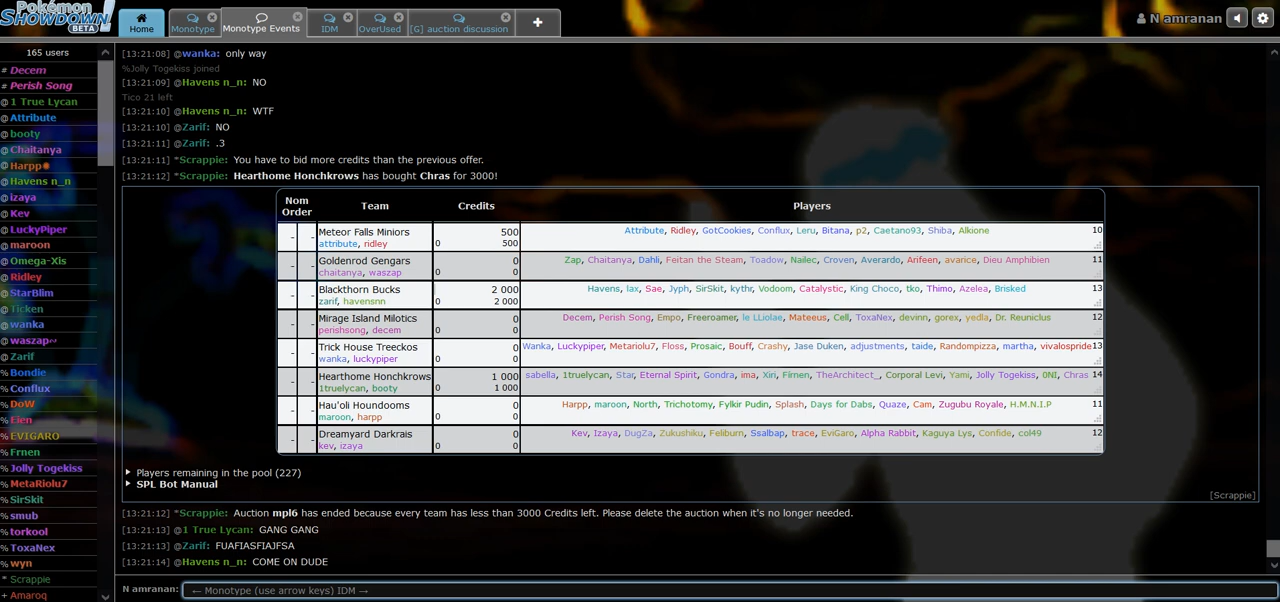 Pokémon
SHOWDOWN!
BETA
Home
Monotype
Monotype Events
IDM
OverUsed
[G] auction discussion
+
N amranan
165 users
# Decem
# Perish Song
@ 1 True Lycan
@ Attribute
@ booty
@ Chaitanya
@ Harpp
@ Havens n_n
@ izaya
@ Kev
@ LuckyPiper
@ maroon
@ Omega-Xis
@ Ridley
@ StarBlim
@ Ticken
@ wanka
@ waszap~
@ Zarif
% Bondie
% Conflux
% DoW
% Eien
% EVIGARO
% Frnen
% Jolly Togekiss
% MetaRiolu7
% SirSkit
% smub
% torkool
% ToxaNex
% wyn
* Scrappie
+ Amaroq
[13:21:08] @wanka: only way
%Jolly Togekiss joined
[13:21:09] @Havens n_n: NO
Tico 21 left
[13:21:10] @Havens n_n: WTF
[13:21:10] @Zarif: NO
[13:21:11] @Zarif: .3
[13:21:11] *Scrappie: You have to bid more credits than the previous offer.
[13:21:12] *Scrappie: Hearthome Honchkrows has bought Chras for 3000!
Nom Order Team Credits Players
- - Meteor Falls Miniors 500 Attribute, Ridley, GotCookies, Conflux, Leru, Bitana, p2, Caetano93, Shiba, Alkione 10
attribute, ridley 0 500
- - Goldenrod Gengars 0 Zap, Chaitanya, Dahli, Feitan the Steam, Toadow, Nailec, Croven, Averardo, Arifeen, avarice, Dieu Amphibien 11
chaitanya, waszap 0 0
- - Blackthorn Bucks 2 000 Havens, lax, Sae, Jyph, SirSkit, kythr, Vodoom, Catalystic, King Choco, tko, Thimo, Azelea, Brisked 13
zarif, havensnn 0 2 000
- - Mirage Island Milotics 0 Decem, Perish Song, Empo, Freeroamer, le LLiolae, Mateeus, Cell, ToxaNex, devinn, gorex, yedla, Dr. Reuniclus 12
perishsong, decem 0 0
- - Trick House Treeckos 0 Wanka, Luckypiper, Metariolu7, Floss, Prosaic, Bouff, Crashy, Jase Duken, adjustments, taide, Randompizza, martha, vivalospride 13
wanka, luckypiper 0 0
- - Hearthome Honchkrows 1 000 sabella, 1truelycan, Star, Eternal Spirit, Gondra, ima, Xiri, Flrnen, TheArchitect_, Corporal Levi, Yami, Jolly Togekiss, 0NI, Chras 14
1truelycan, booty 0 1 000
- - Hau'oli Houndooms 0 Harpp, maroon, North, Trichotomy, Fylkir Pudin, Splash, Days for Dabs, Quaze, Cam, Zugubu Royale, H.M.N.I.P 11
maroon, harpp 0 0
- - Dreamyard Darkrais 0 Kev, Izaya, DugZa, Zukushiku, Feliburn, Ssalbap, trace, EviGaro, Alpha Rabbit, Kaguya Lys, Confide, col49 12
kev, izaya 0 0
Players remaining in the pool (227)
SPL Bot Manual
[Scrappie]
[13:21:12] *Scrappie: Auction mpl6 has ended because every team has less than 3000 Credits left. Please delete the auction when it's no longer needed.
[13:21:13] @1 True Lycan: GANG GANG
[13:21:13] @Zarif: FUAFIASFIAJFSA
[13:21:14] @Havens n_n: COME ON DUDE
N amranan: ← Monotype (use arrow keys) IDM →